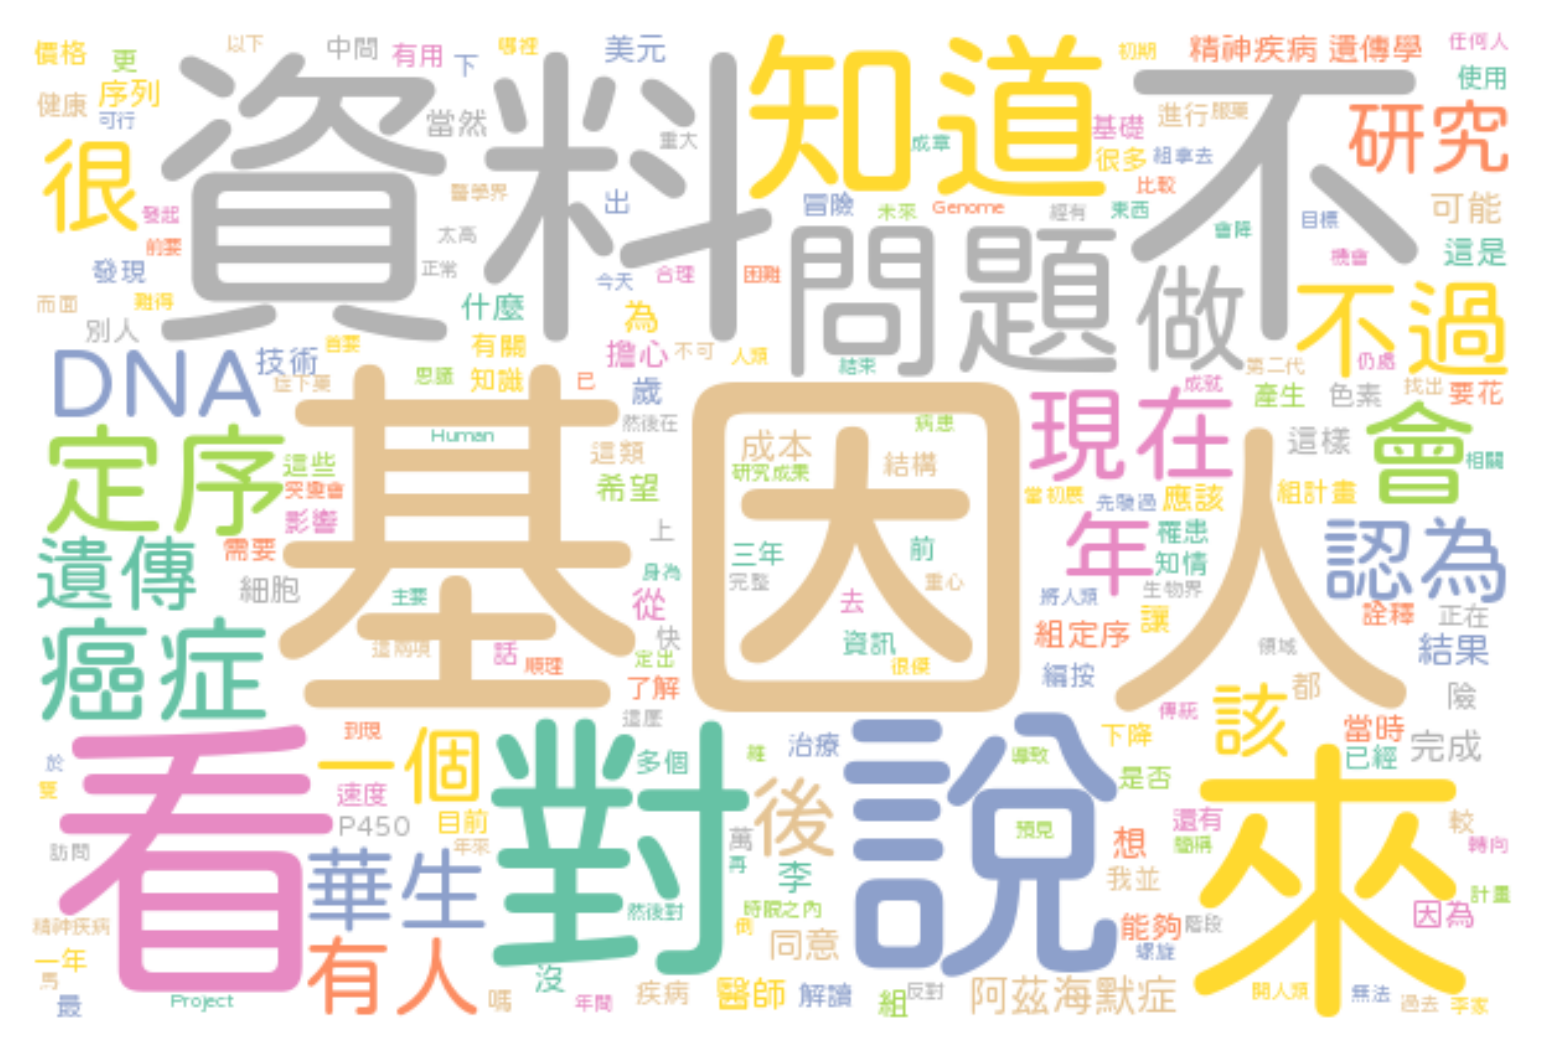 價格 更 以下 中間 有用 下 哪裡 美元 知道 初期 精神疾病 遺傳學 任何人
健康 序列 可行 資料 當然 重大 不 使用
很 發起 醫學界 出 成章 基礎 很多 進行 服藥 組拿去 比較 研究
前要 太高 冒險 未來 Genome 經有 東西 會降 目標 可能
發現 正常 今天 合理 困難 問題 做 機會 這是
而面 難得 別人 什麼 為 不過
DNA 技術 自要 有關 知識 擔心 不可 人類 結束 第二代 仍處
症下藥 思議 已 歲 現在 成就 產生 色素 找出 要花
定序 這些 基因 Human 然後在 成本 病患 結構 人 這樣 會 相關
突變會 影響 這類 希望 研究成果 當初應 先駿過 應該 組計畫
遺傳 需要 細胞 上 三年 前 年 罹患 知情 認為
主要 身為 從 完整 去 重心 將人類 生物界 讓 詮釋 正在
癌症 這兩項 話 順理 快 定出 資訊 很優 組定序 編按 領域 結果
了解 這麼 到現 傳統 都 險
看 一個 對 多個 雖 治療 說 導致 下降 該 當時 已經 完成
於 雙 速度 後 是否
訪問 P450 目前 年來 萬 再 預見 想 還有 簡稱 來 較 轉向
華生 李 我並 計畫
精神疾病 有人 然後對 時限之內 倒 同意 能夠 階段 螺旋 因為
一年 馬 最 Project 嗎 沒 年間 疾病 醫師 解讀 組 反對 阿茲海默症 開人類 無法 過去 李家